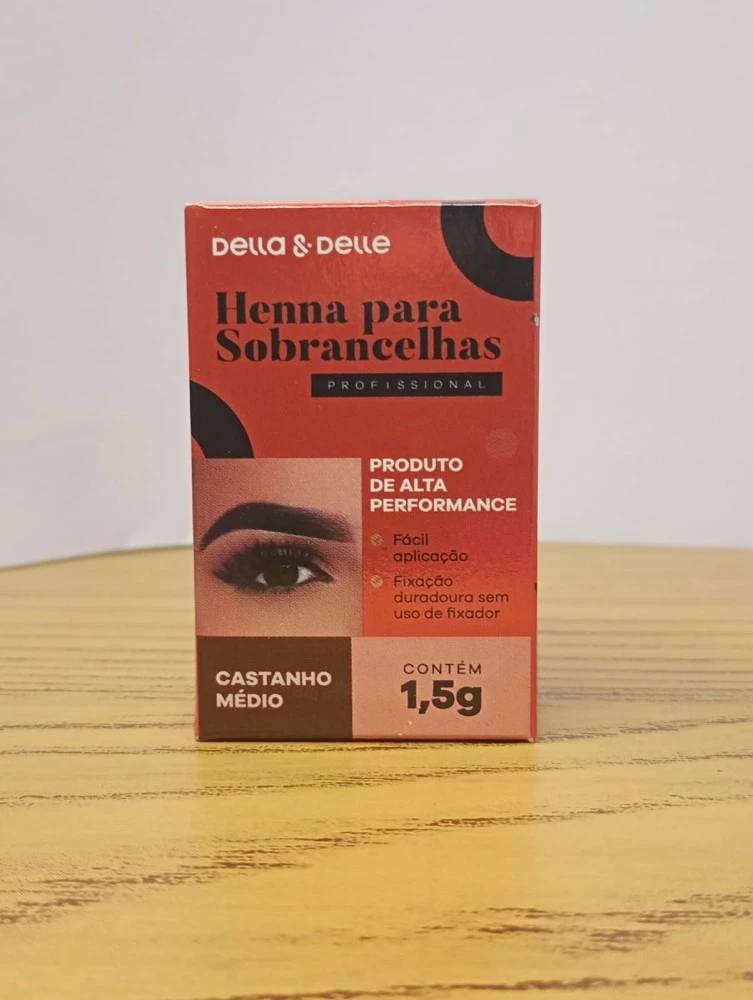 Della & Delle
Henna para
Sobrancelhas
PROFISSIONAL
PRODUTO
DE ALTA
PERFORMANCE
Fácil
aplicação
Fixação
duradoura sem
uso de fixador
CASTANHO
MÉDIO
CONTÉM
1,5g